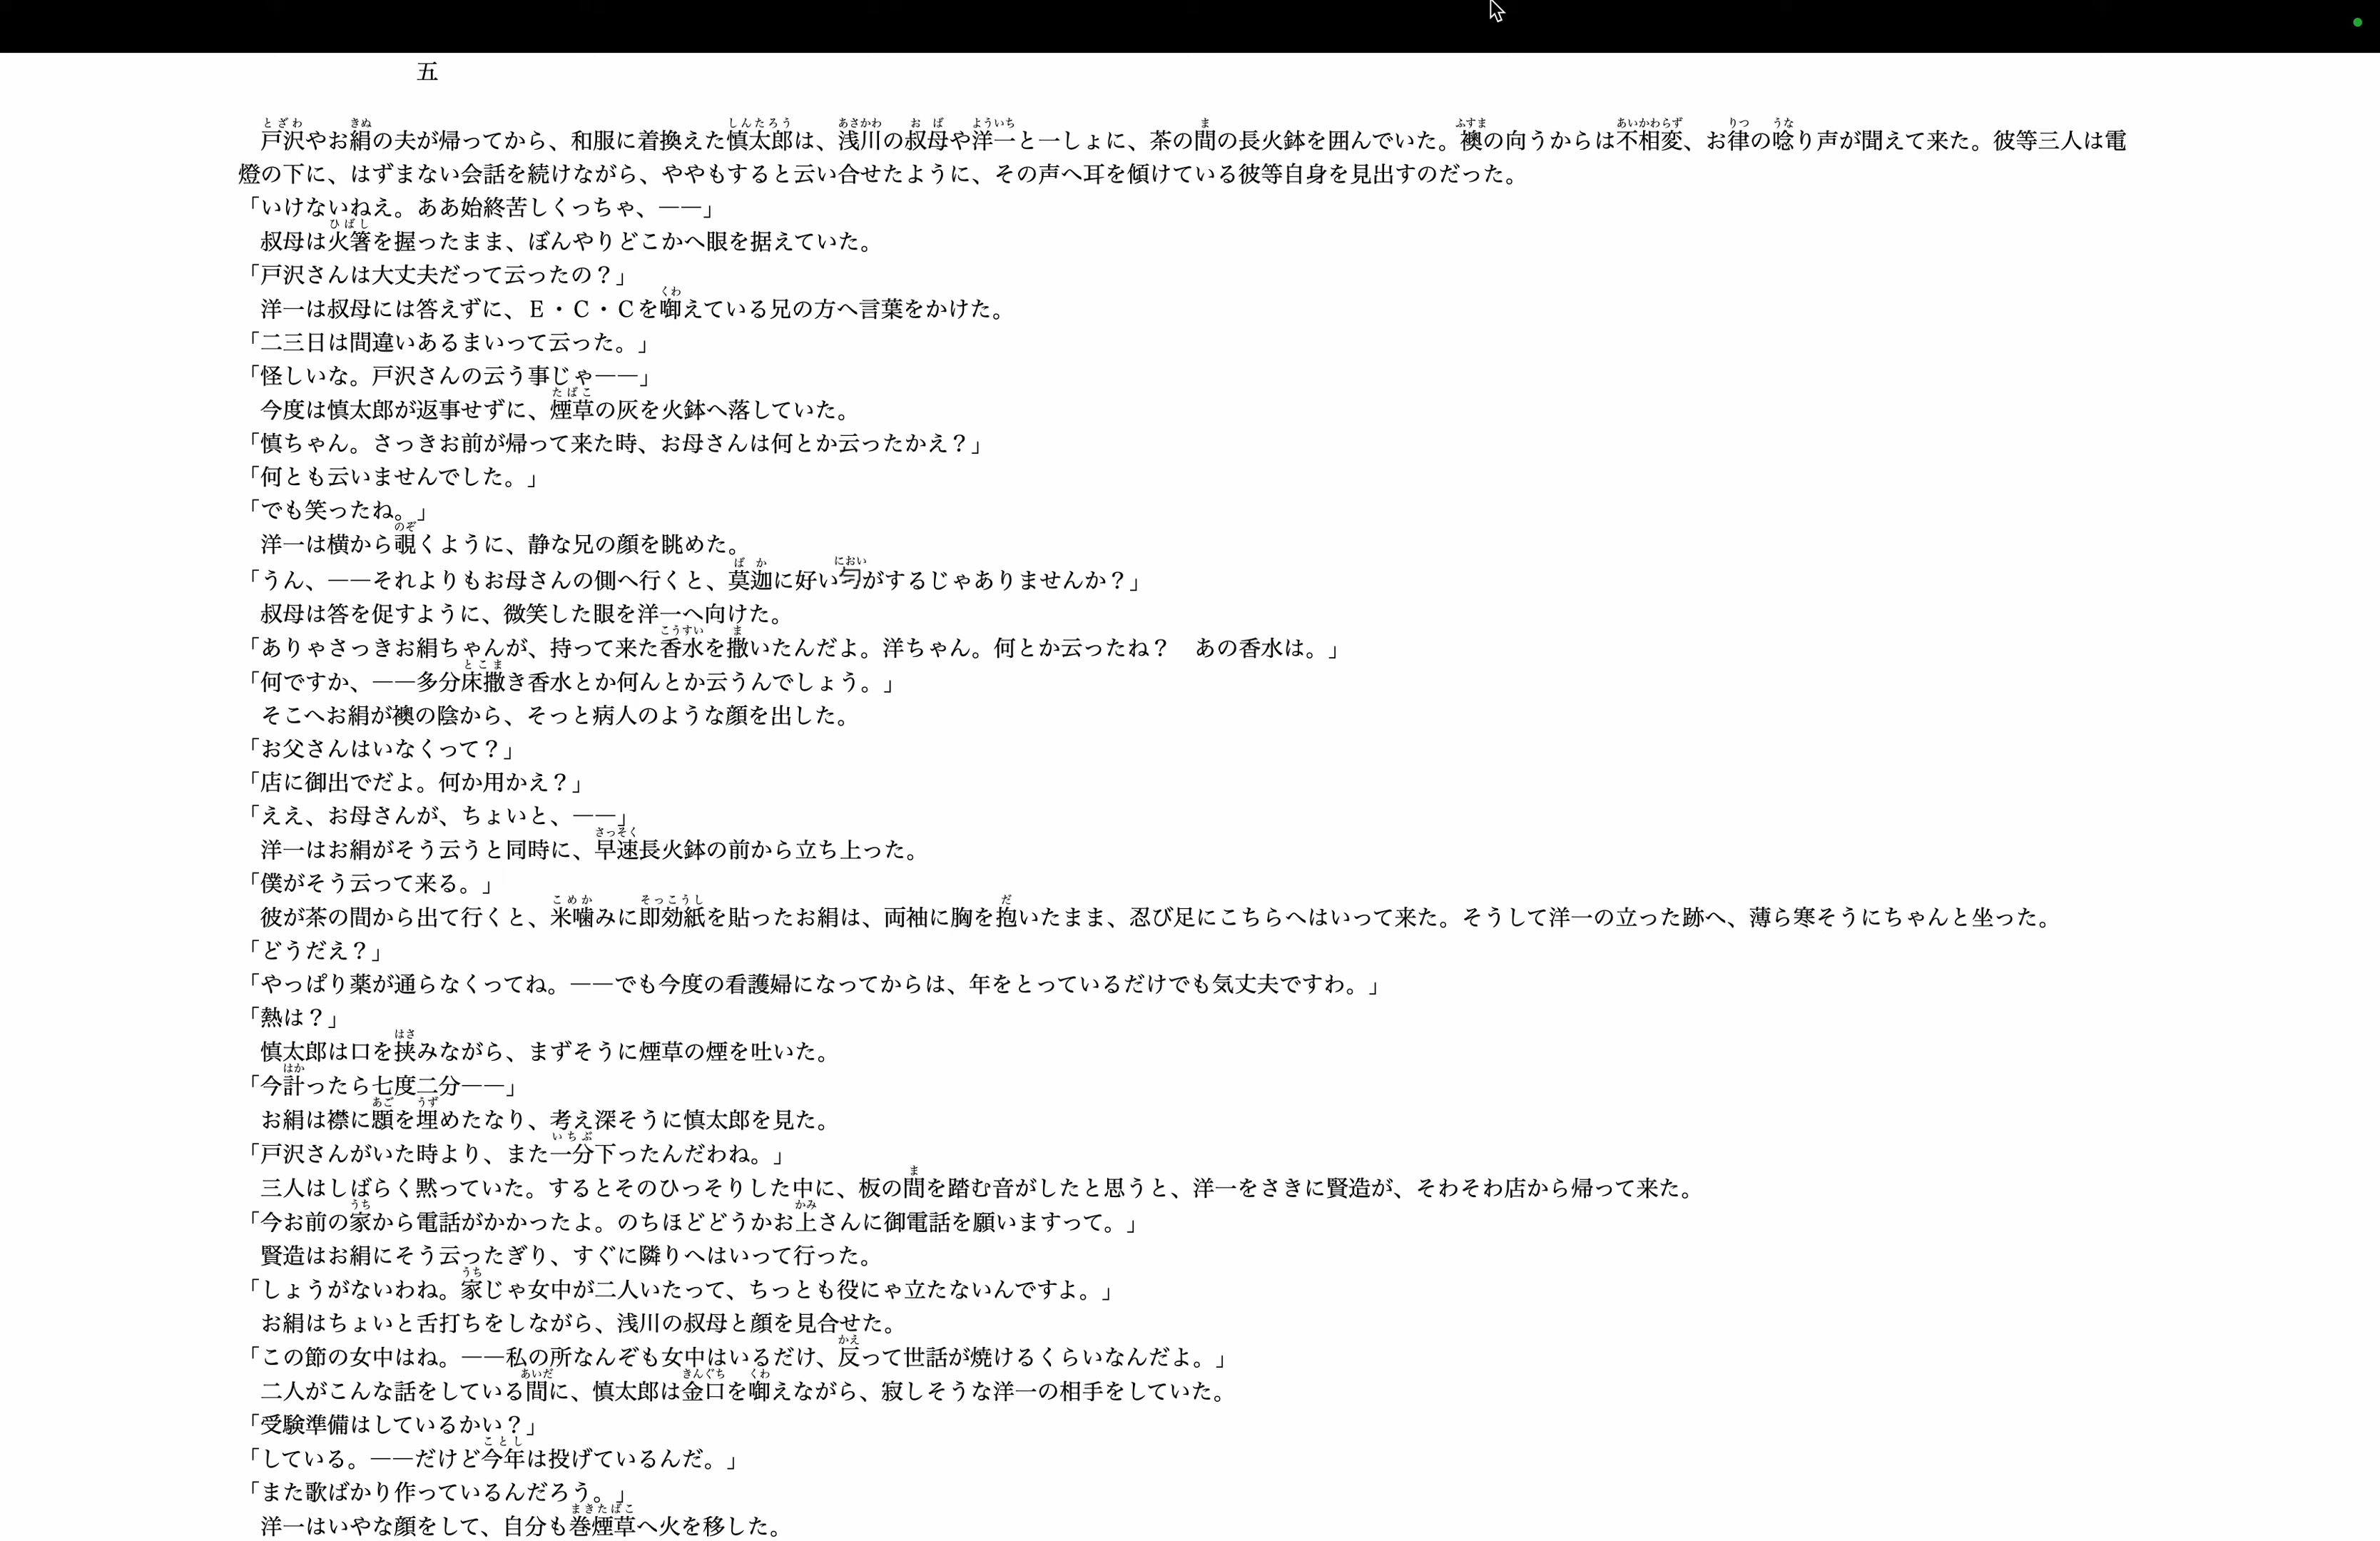 五
戸沢やお絹の夫が帰ってから、和服に着換えた慎太郎は、浅川の叔母や洋一と一しょに、茶の間の長火鉢を囲んでいた。襖の向うからは不相変、お律の唸り声が聞えて来た。彼等三人は電
燈の下に、はずまない会話を続けながら、ややもすると云い合せたように、その声へ耳を傾けている彼等自身を見出すのだった。
「いけないねえ。ああ始終苦しくっちゃ、――」
叔母は火箸を握ったまま、ぼんやりどこかへ眼を据えていた。
「戸沢さんは大丈夫だって云ったの？」
洋一は叔母には答えずに、Ｅ・Ｃ・Ｃを啣えている兄の方へ言葉をかけた。
「二三日は間違いあるまいって云った。」
「怪しいな。戸沢さんの云う事じゃ――」
今度は慎太郎が返事せずに、煙草の灰を火鉢へ落していた。
「慎ちゃん。さっきお前が帰って来た時、お母さんは何とか云ったかえ？」
「何とも云いませんでした。」
「でも笑ったね。」
洋一は横から覗くように、静な兄の顔を眺めた。
「うん、――それよりもお母さんの側へ行くと、莫迦に好い匀がするじゃありませんか？」
叔母は答を促すように、微笑した眼を洋一へ向けた。
「ありゃさっきお絹ちゃんが、持って来た香水を撒いたんだよ。洋ちゃん。何とか云ったね？　あの香水は。」
「何ですか、――多分床撒き香水とか何んとか云うんでしょう。」
そこへお絹が襖の陰から、そっと病人のような顔を出した。
「お父さんはいなくって？」
「店に御出でだよ。何か用かえ？」
「ええ、お母さんが、ちょいと、――」
洋一はお絹がそう云うと同時に、早速長火鉢の前から立ち上った。
「僕がそう云って来る。」
彼が茶の間から出て行くと、米噛みに即効紙を貼ったお絹は、両袖に胸を抱いたまま、忍び足にこちらへはいって来た。そうして洋一の立った跡へ、薄ら寒そうにちゃんと坐った。
「どうだえ？」
「やっぱり薬が通らなくってね。――でも今度の看護婦になってからは、年をとっているだけでも気丈夫ですわ。」
「熱は？」
慎太郎は口を挟みながら、まずそうに煙草の煙を吐いた。
「今計ったら七度二分――」
お絹は襟に顋を埋めたなり、考え深そうに慎太郎を見た。
「戸沢さんがいた時より、また一分下ったんだわね。」
三人はしばらく黙っていた。するとそのひっそりした中に、板の間を踏む音がしたと思うと、洋一をさきに賢造が、そわそわ店から帰って来た。
「今お前の家から電話がかかったよ。のちほどどうかお上さんに御電話を願いますって。」
賢造はお絹にそう云ったぎり、すぐに隣りへはいって行った。
「しょうがないわね。家じゃ女中が二人いたって、ちっとも役にゃ立たないんですよ。」
お絹はちょいと舌打ちをしながら、浅川の叔母と顔を見合せた。
「この節の女中はね。――私の所なんぞも女中はいるだけ、反って世話が焼けるくらいなんだよ。」
二人がこんな話をしている間に、慎太郎は金口を啣えながら、寂しそうな洋一の相手をしていた。
「受験準備はしているかい？」
「している。――だけど今年は投げているんだ。」
「また歌ばかり作っているんだろう。」
洋一はいやな顔をして、自分も巻煙草へ火を移した。